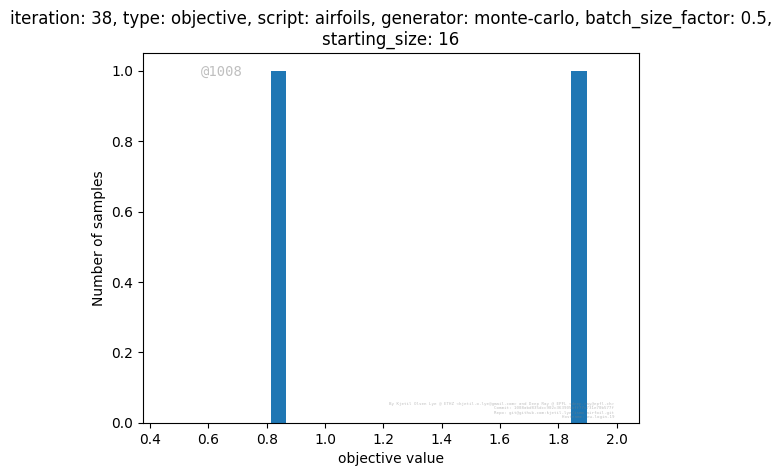 iteration: 38, type: objective, script: airfoils, generator: monte-carlo, batch_size_factor: 0.5,
starting_size: 16
@1008
1.0
0.8
0.6
0.4
0.2
0.0
Number of samples
0.4 0.6 0.8 1.0 1.2 1.4 1.6 1.8 2.0
objective value